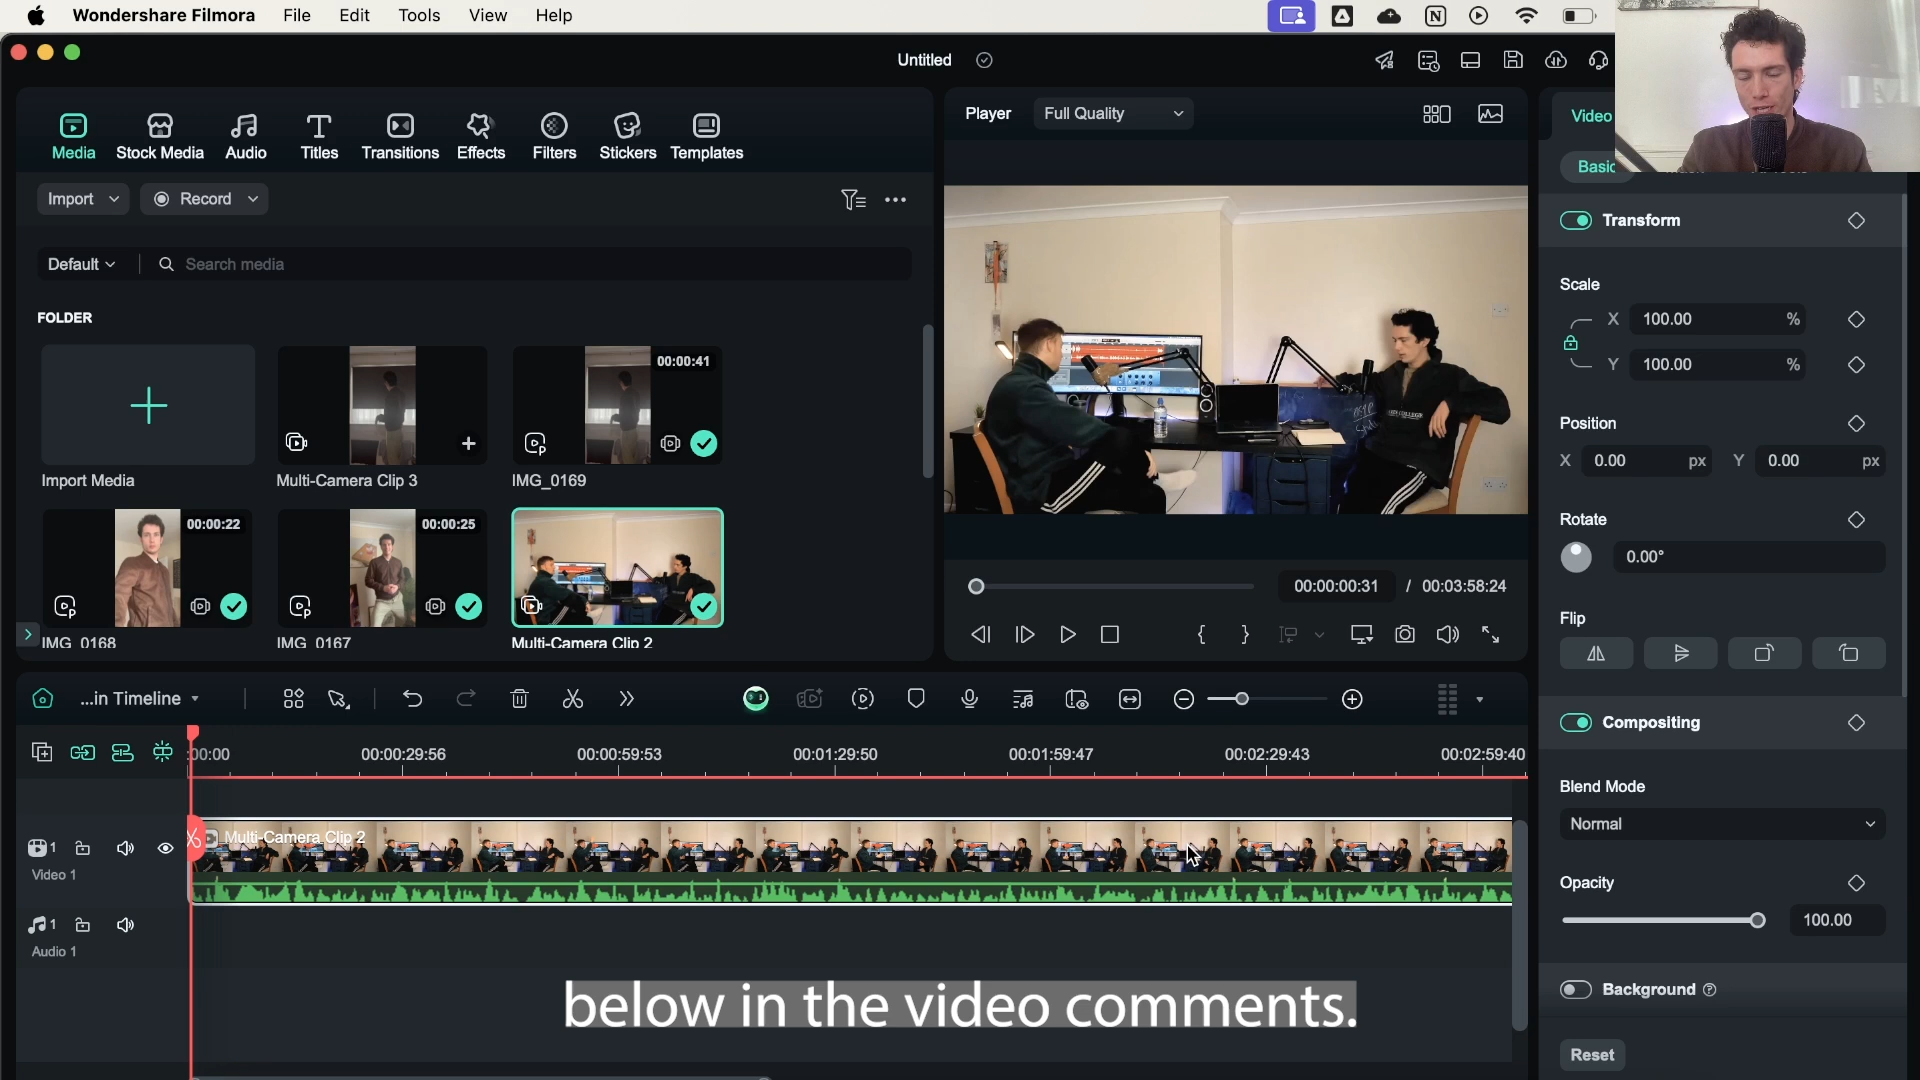 Wondershare Filmora File Edit Tools View Help
Untitled
Media Stock Media Audio Titles Transitions Effects Filters Stickers Templates
Player Full Quality
Video
Basic
Import Record
Default Search media
FOLDER
00:00:41
Import Media Multi-Camera Clip 3 IMG_0169
00:00:22 00:00:25
IMG_0168 IMG_0167 Multi-Camera Clip 2
00:00:00:31 / 00:03:58:24
Transform
Scale
X 100.00 %
Y 100.00 %
Position
X 0.00 px Y 0.00 px
Rotate
0.00°
Flip
Compositing
Blend Mode
Normal
Opacity
100.00
Background
Reset
...in Timeline
:00:00 00:00:29:56 00:00:59:53 00:01:29:50 00:01:59:47 00:02:29:43 00:02:59:40
Multi-Camera Clip 2
1
Video 1
1
Audio 1
below in the video comments.